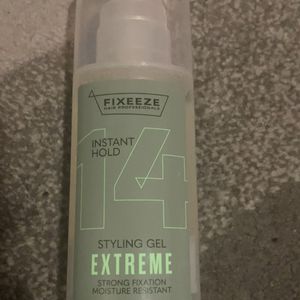 FIXEEZE
HAIR PROFESSIONALS
14
INSTANT
HOLD
STYLING GEL
EXTREME
STRONG FIXATION
MOISTURE RESISTANT